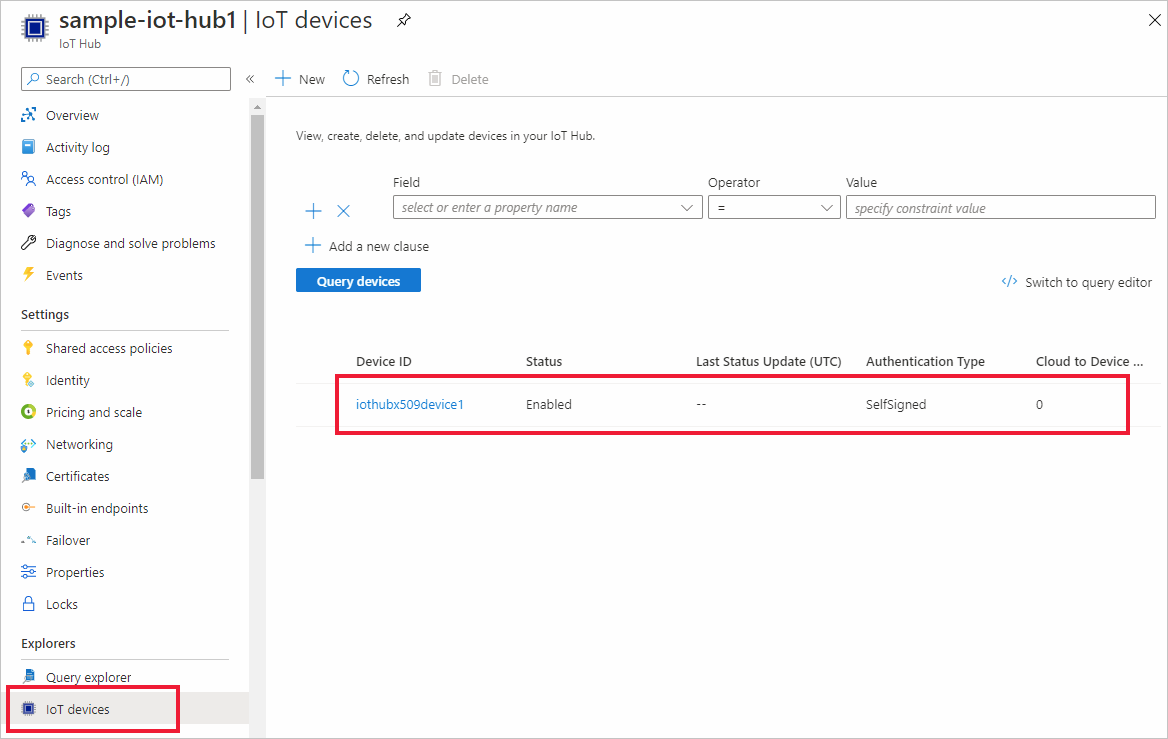 sample-iot-hub1 | IoT devices
IoT Hub
Search (Ctrl+/)
«
New
Refresh
Delete
Overview
Activity log
Access control (IAM)
Tags
Diagnose and solve problems
Events
Settings
Shared access policies
Identity
Pricing and scale
Networking
Certificates
Built-in endpoints
Failover
Properties
Locks
Explorers
Query explorer
IoT devices
View, create, delete, and update devices in your IoT Hub.
Field Operator Value
select or enter a property name = specify constraint value
Add a new clause
Query devices
</> Switch to query editor
Device ID Status Last Status Update (UTC) Authentication Type Cloud to Device ...
iothubx509device1 Enabled -- SelfSigned 0